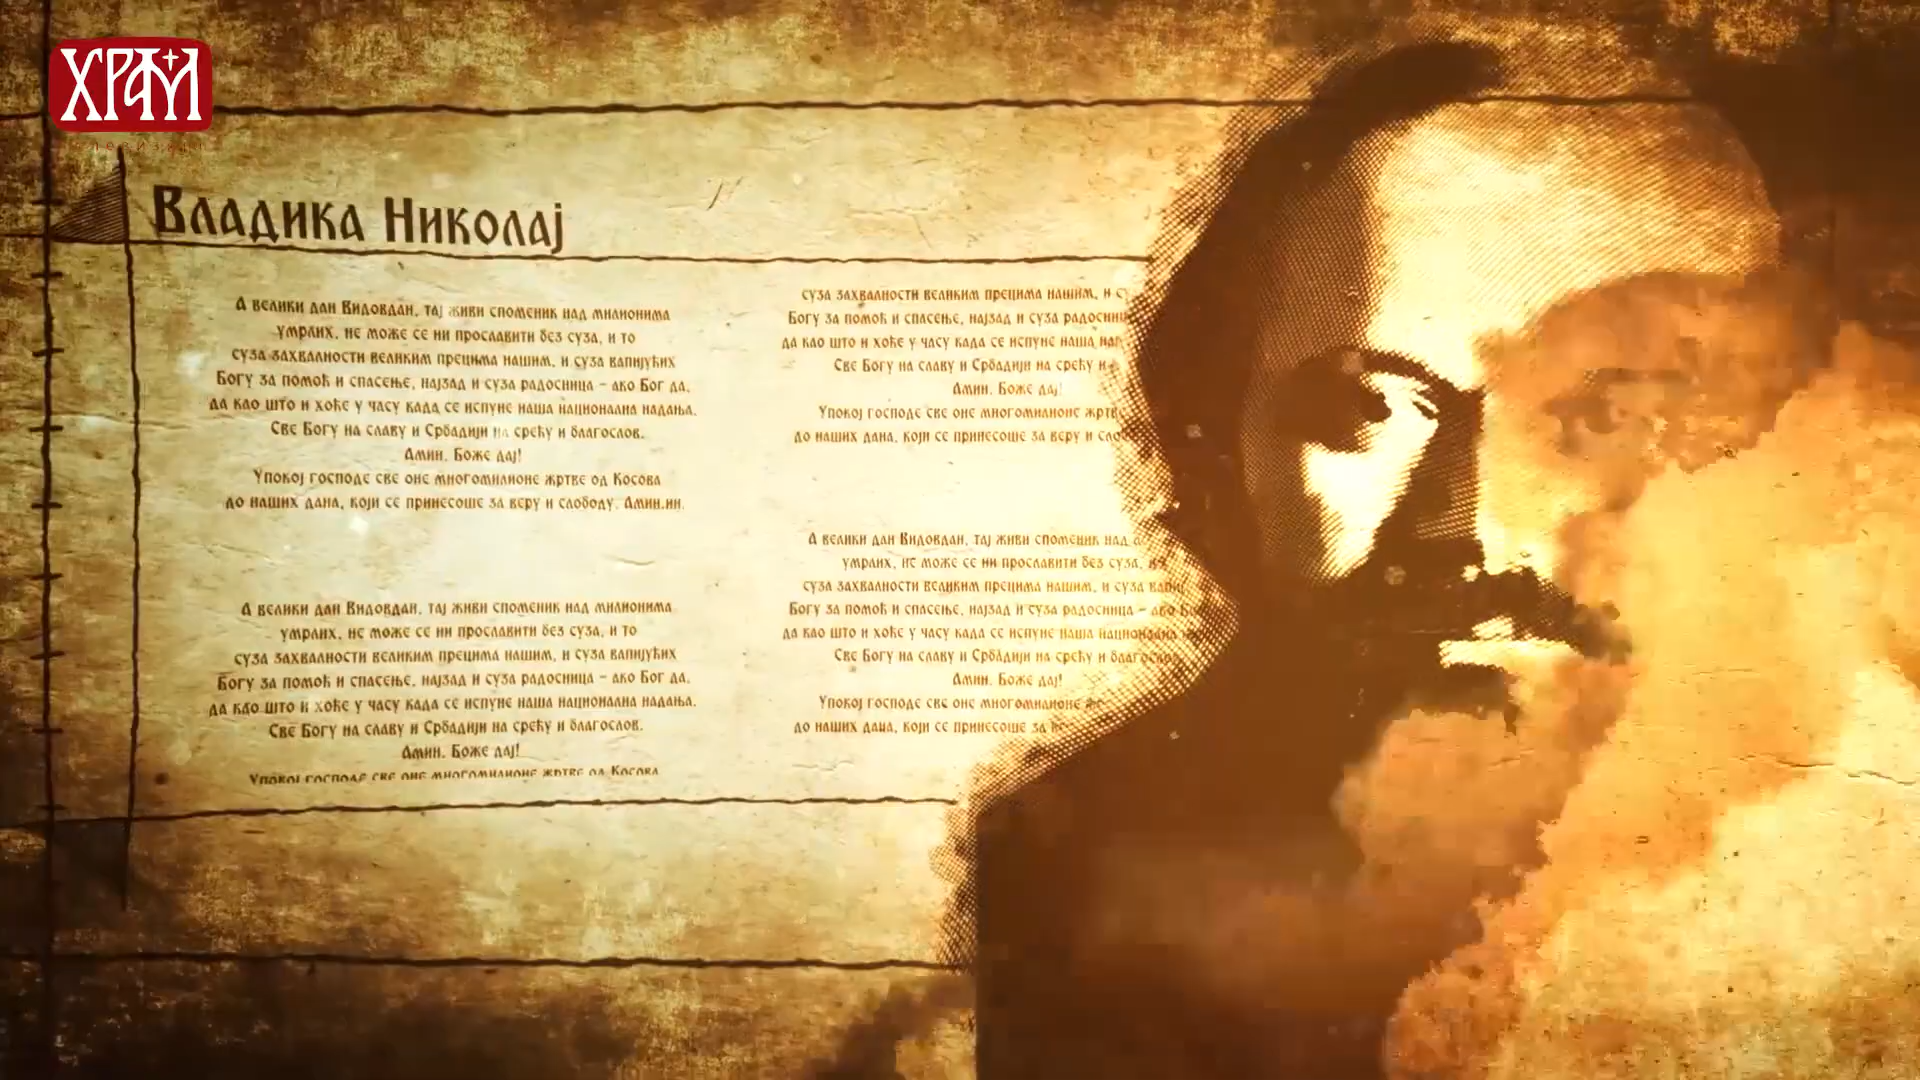 ХРАМ
телевизија
Владика Николај
А велики дан Видовдан, тај живи споменик над милионима
умрлих, не може се ни прославити без суза, и то
суза захвалности великим прецима нашим, и суза вапијућих
Богу за помоћ и спасење, најзад и суза радосница – ако Бог да,
да као што и хоће у часу када се испуне наша национална надања.
Све Богу на славу и Србадији на срећу и благослов.
Амин. Боже дај!
Упокој господе све оне многомилионе жртве од Косова
до наших дана, који се принесоше за веру и слободу. Амин.ин.
А велики дан Видовдан, тај живи споменик над милионима
умрлих, не може се ни прославити без суза, и то
суза захвалности великим прецима нашим, и суза вапијућих
Богу за помоћ и спасење, најзад и суза радосница – ако Бог да,
да као што и хоће у часу када се испуне наша национална надања.
Све Богу на славу и Србадији на срећу и благослов.
Амин. Боже дај!
Упокој господе све оне многомилионе жртве од Косова
суза захвалности великим прецима нашим, и
Богу за помоћ и спасење, најзад и суза
да као што и хоће у часу када се испуне наша
Све Богу на славу и Србадији на срећу и
Амин. Боже дај!
Упокој господе све оне многомилионе
до наших дана, који се принесоше за веру и
А велики дан Видовдан, тај живи споменик над
умрлих, не може се ни прославити без суза,
суза захвалности великим прецима нашим, и суза
Богу за помоћ и спасење, најзад и суза радосница – ако
да као што и хоће у часу када се испуне наша национална
Све Богу на славу и Србадији на срећу и
Амин. Боже дај!
Упокој господе све оне многомилионе
до наших дана, који се принесоше за